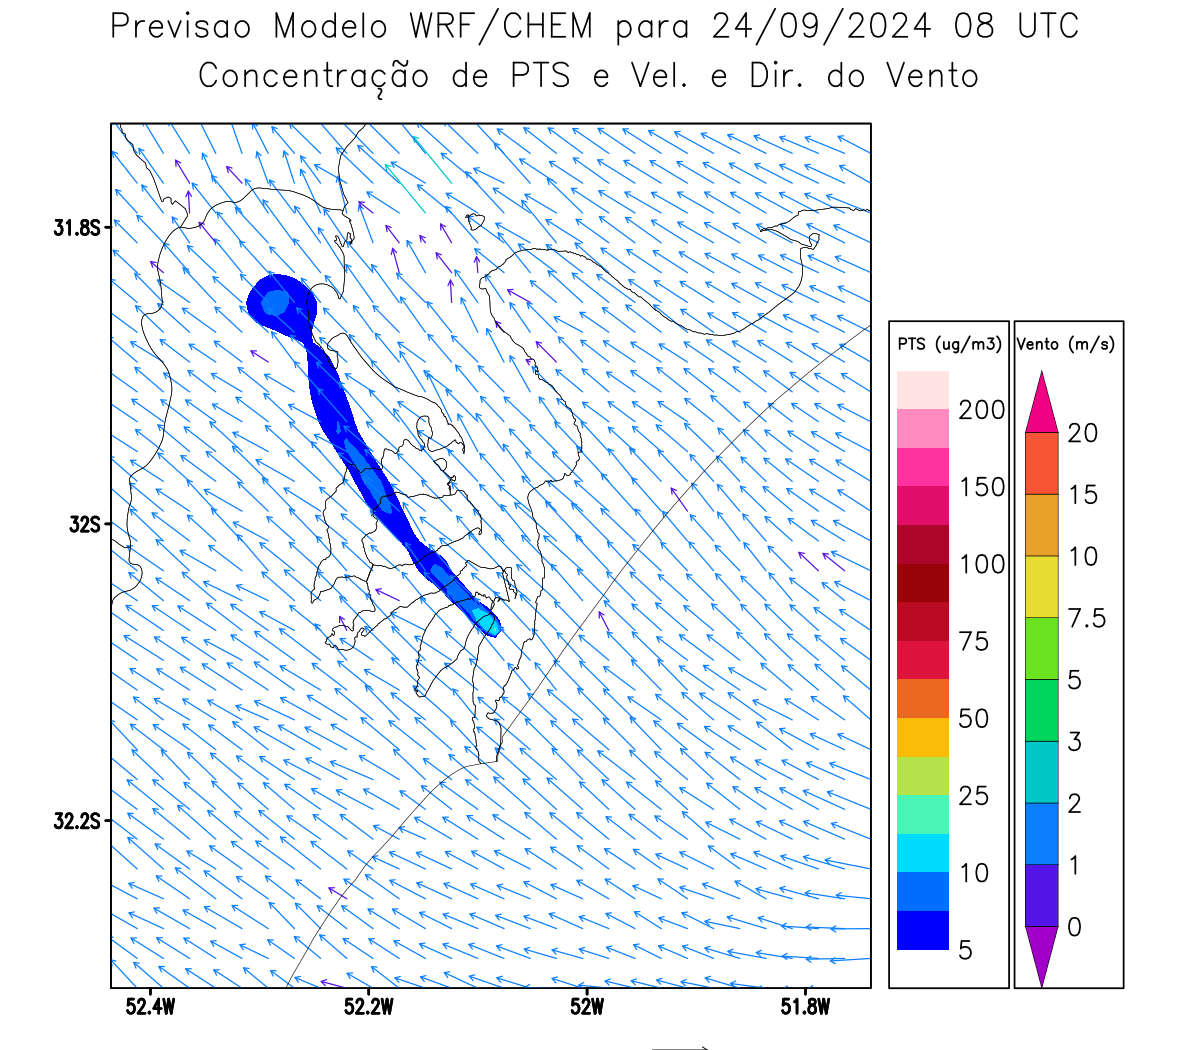 Previsao Modelo WRF/CHEM para 24/09/2024 08 UTC
Concentração de PTS e Vel. e Dir. do Vento
31.8S
32S
32.2S
52.4W
52.2W
52W
51.8W
PTS (ug/m3)
200
150
100
75
50
25
10
5
Vento (m/s)
20
15
10
7.5
5
3
2
1
0